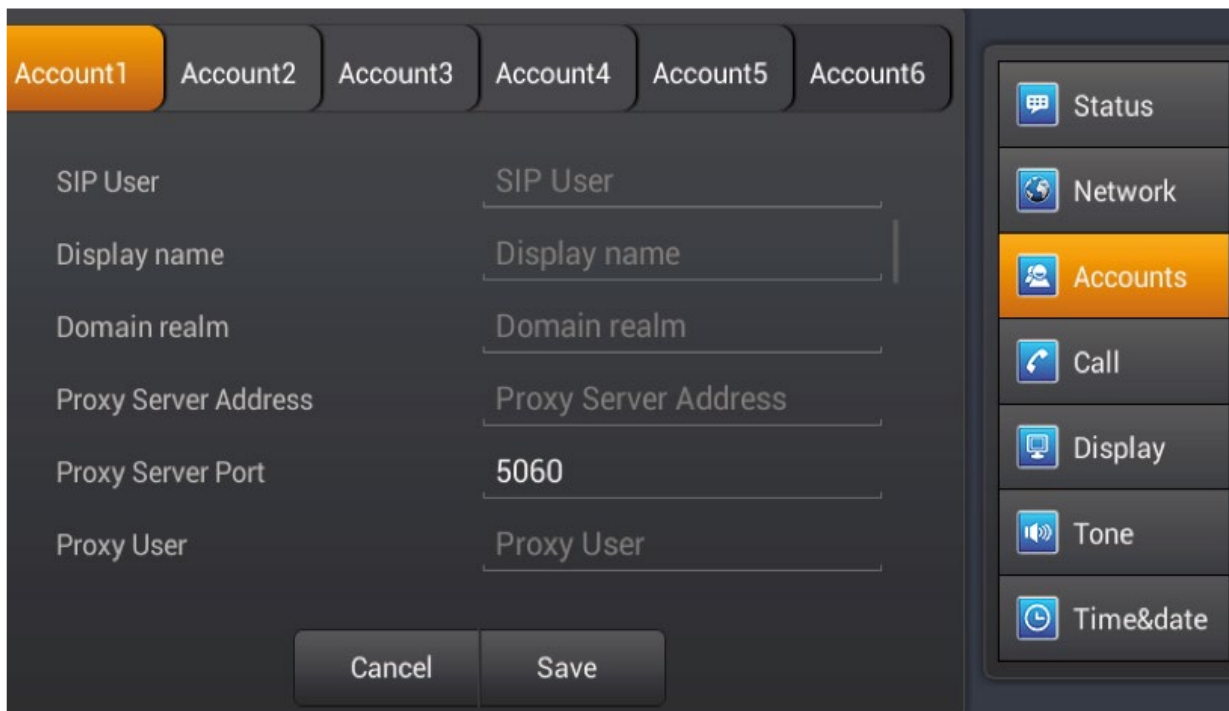 Account1 Account2 Account3 Account4 Account5 Account6
SIP User SIP User
Display name Display name
Domain realm Domain realm
Proxy Server Address Proxy Server Address
Proxy Server Port 5060
Proxy User Proxy User
Cancel Save
Status
Network
Accounts
Call
Display
Tone
Time&date